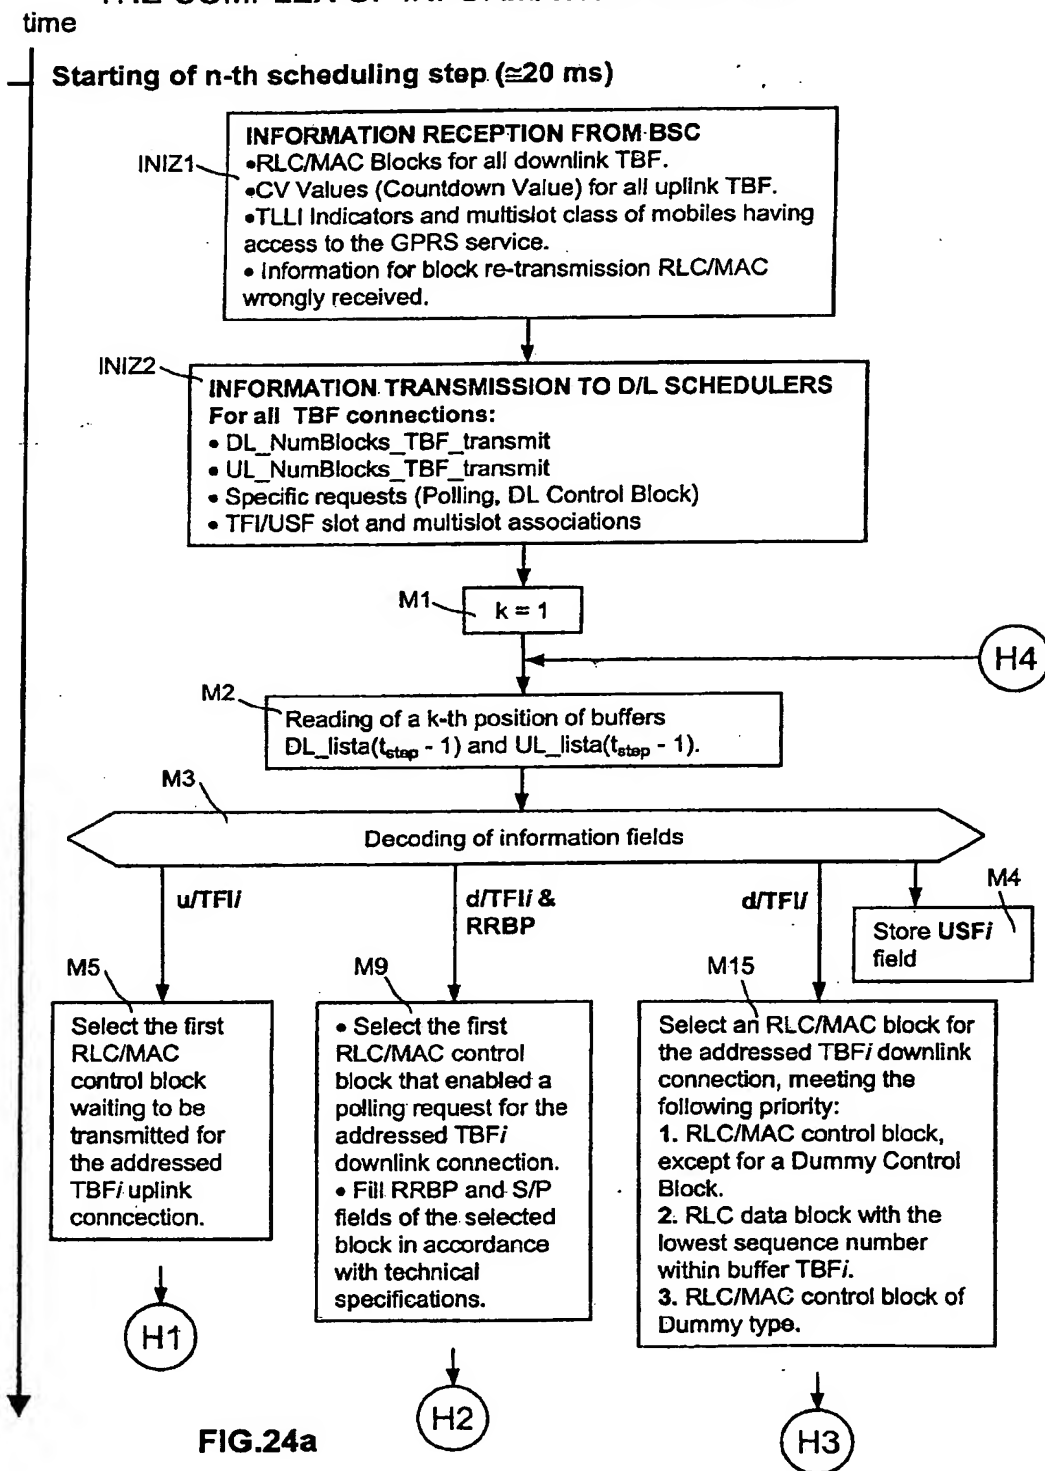 time
Starting of n-th scheduling step (≅20 ms)
INIZ1
INFORMATION RECEPTION FROM BSC
•RLC/MAC Blocks for all downlink TBF.
•CV Values (Countdown Value) for all uplink TBF.
•TLLI Indicators and multislot class of mobiles having
access to the GPRS service.
• Information for block re-transmission RLC/MAC
wrongly received.
INIZ2
INFORMATION TRANSMISSION TO D/L SCHEDULERS
For all TBF connections:
• DL_NumBlocks_TBF_transmit
• UL_NumBlocks_TBF_transmit
• Specific requests (Polling, DL Control Block)
• TFI/USF slot and multislot associations
M1
k = 1
H4
M2
Reading of a k-th position of buffers
DL_lista(tstep - 1) and UL_lista(tstep - 1).
M3
Decoding of information fields
u/TFIi
d/TFIi &
RRBP
d/TFIi
M4
Store USFi
field
M5
Select the first
RLC/MAC
control block
waiting to be
transmitted for
the addressed
TBFi uplink
conncection.
H1
M9
• Select the first
RLC/MAC control
block that enabled a
polling request for the
addressed TBFi
downlink connection.
• Fill RRBP and S/P
fields of the selected
block in accordance
with technical
specifications.
H2
M15
Select an RLC/MAC block for
the addressed TBFi downlink
connection, meeting the
following priority:
1. RLC/MAC control block,
except for a Dummy Control
Block.
2. RLC data block with the
lowest sequence number
within buffer TBFi.
3. RLC/MAC control block of
Dummy type.
H3
FIG.24a